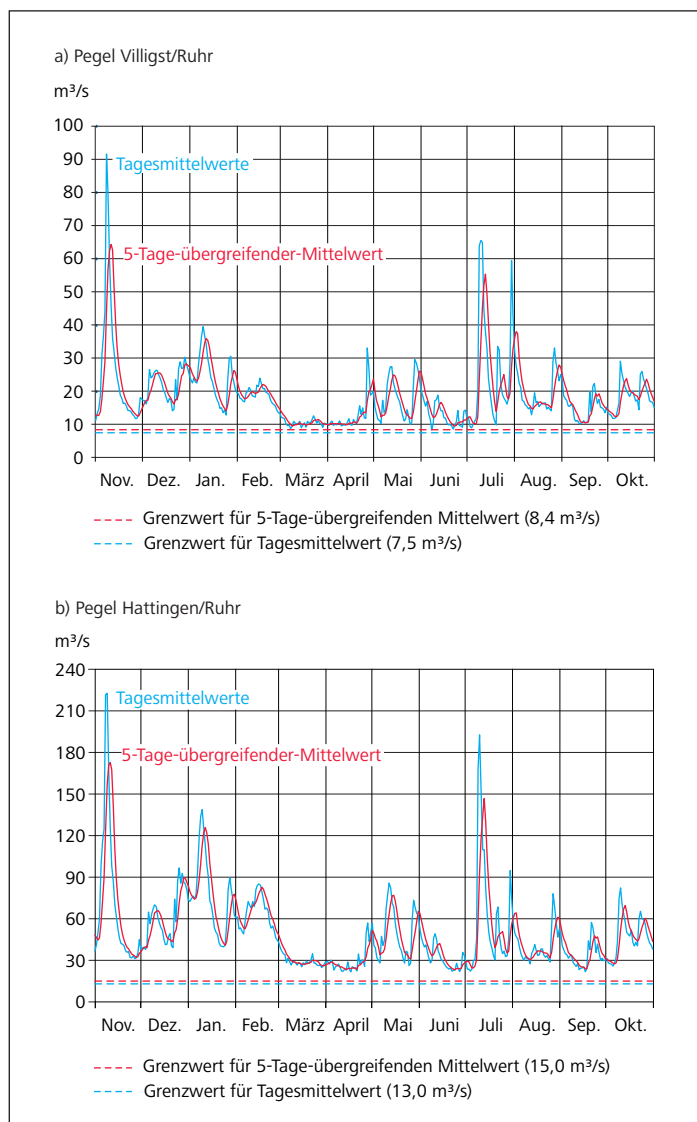 a) Pegel Villigst/Ruhr
m³/s
100
90
80
70
60
50
40
30
20
10
0
Tagesmittelwerte
5-Tage-übergreifender-Mittelwert
Nov. Dez. Jan. Feb. März April Mai Juni Juli Aug. Sep. Okt.
Grenzwert für 5-Tage-übergreifenden Mittelwert (8,4 m³/s)
Grenzwert für Tagesmittelwert (7,5 m³/s)
b) Pegel Hattingen/Ruhr
m³/s
240
210
180
150
120
90
60
30
0
Tagesmittelwerte
5-Tage-übergreifender-Mittelwert
Nov. Dez. Jan. Feb. März April Mai Juni Juli Aug. Sep. Okt.
Grenzwert für 5-Tage-übergreifenden Mittelwert (15,0 m³/s)
Grenzwert für Tagesmittelwert (13,0 m³/s)